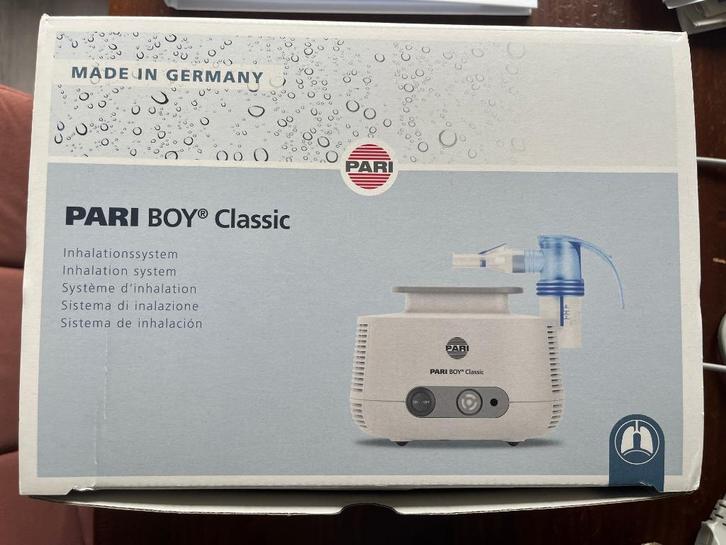 MADE IN GERMANY
PARI
PARI BOY® Classic
Inhalationssystem
Inhalation system
Système d'inhalation
Sistema di inalazione
Sistema de inhalación
PARI
PARI BOY® Classic